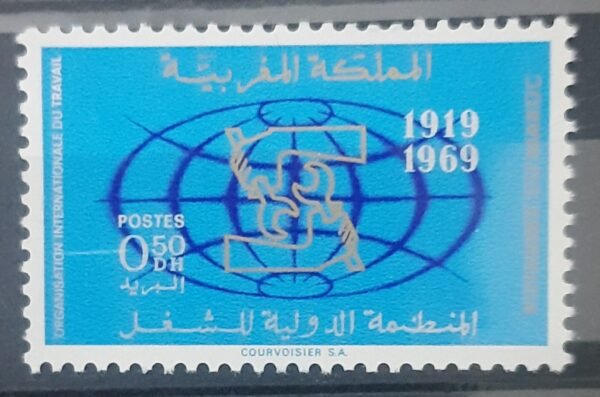 المملكة المغربية
ORGANISATION INTERNATIONALE DU TRAVAIL
1919
1969
POSTES
0,50
DH
البريد
المنظمة الدولية للشغل
COURVOISIER S.A.